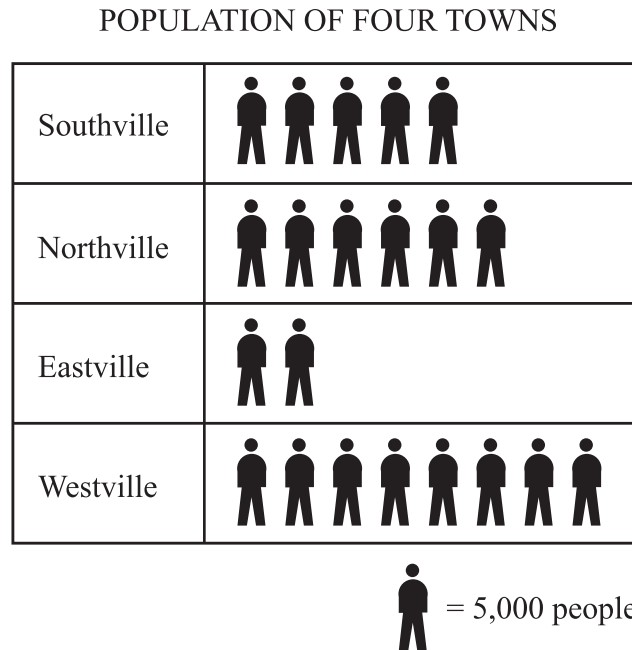 POPULATION OF FOUR TOWNS
Southville
Northville
Eastville
Westville
= 5,000 people